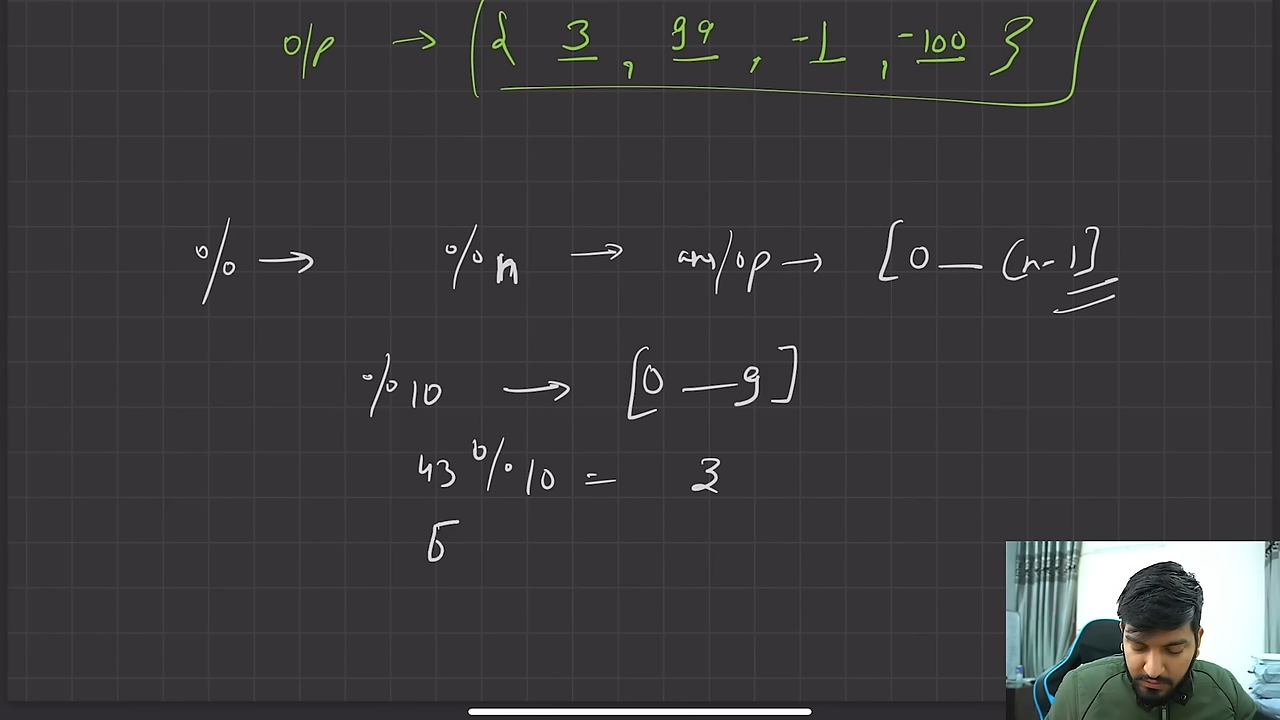 o/p → { 3 , 99 , -1 , -100 }
% → % n → ans/op → [0 — (n-1]
% 10 → [0 — 9]
43 % 10 = 3
5